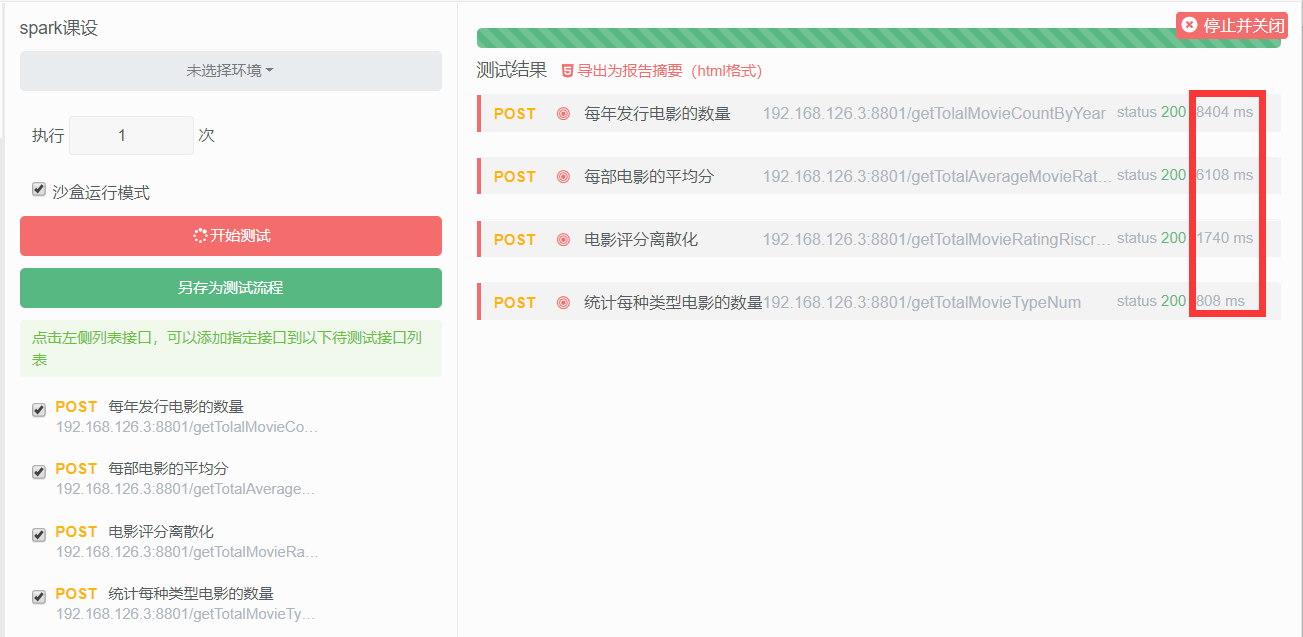 spark课设
未选择环境
执行 1 次
沙盒运行模式
开始测试
另存为测试流程
点击左侧列表接口，可以添加指定接口到以下待测试接口列
表
POST 每年发行电影的数量
192.168.126.3:8801/getTolalMovieCo...
POST 每部电影的平均分
192.168.126.3:8801/getTotalAverage...
POST 电影评分离散化
192.168.126.3:8801/getTotalMovieRa...
POST 统计每种类型电影的数量
192.168.126.3:8801/getTotalMovieTy...
停止并关闭
测试结果 导出为报告摘要（html格式）
POST 每年发行电影的数量 192.168.126.3:8801/getTolalMovieCountByYear status 200 8404 ms
POST 每部电影的平均分 192.168.126.3:8801/getTotalAverageMovieRat... status 200 6108 ms
POST 电影评分离散化 192.168.126.3:8801/getTotalMovieRatingRiscr... status 200 1740 ms
POST 统计每种类型电影的数量 192.168.126.3:8801/getTotalMovieTypeNum status 200 808 ms